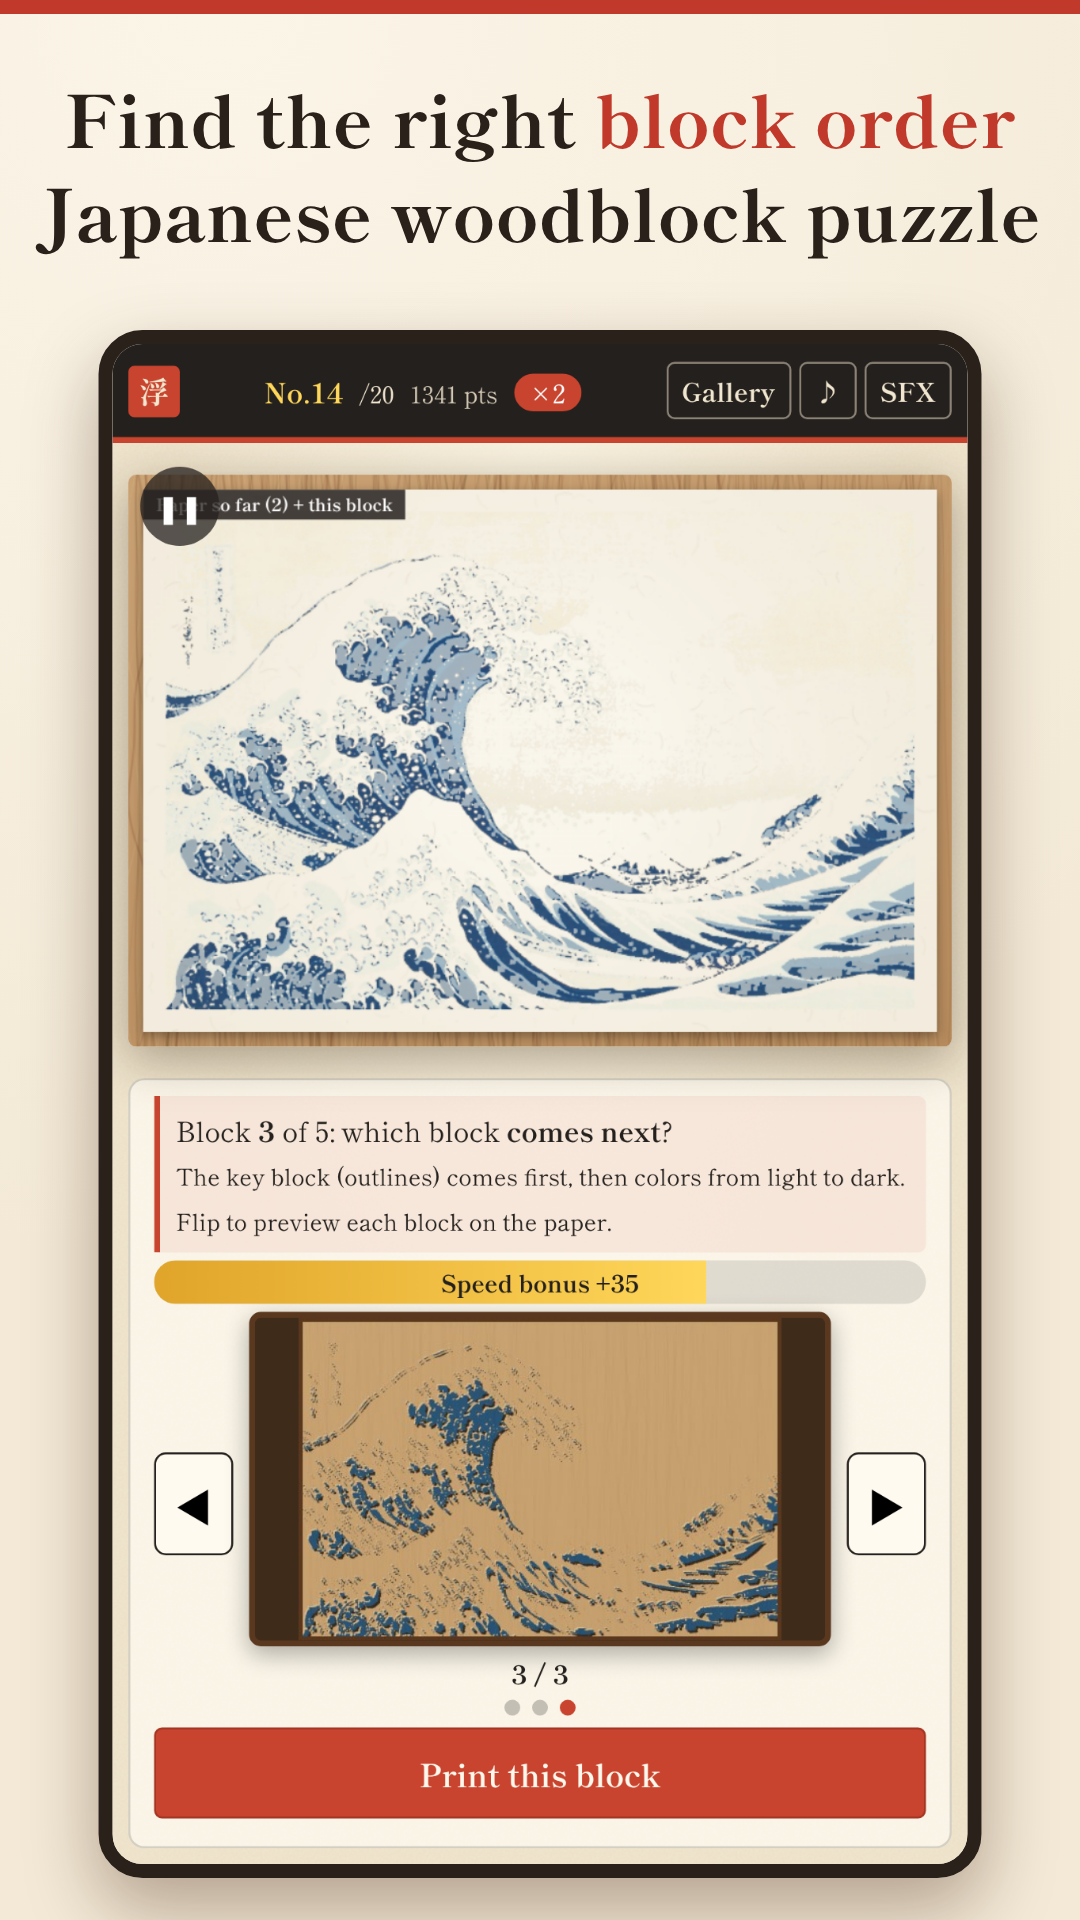 Find the right block order
Japanese woodblock puzzle
浮 No.14 /20 1341 pts ×2 Gallery ♪ SFX
Paper so far (2) + this block
Block 3 of 5: which block comes next?
The key block (outlines) comes first, then colors from light to dark.
Flip to preview each block on the paper.
Speed bonus +35
◀ ▶
3 / 3
Print this block